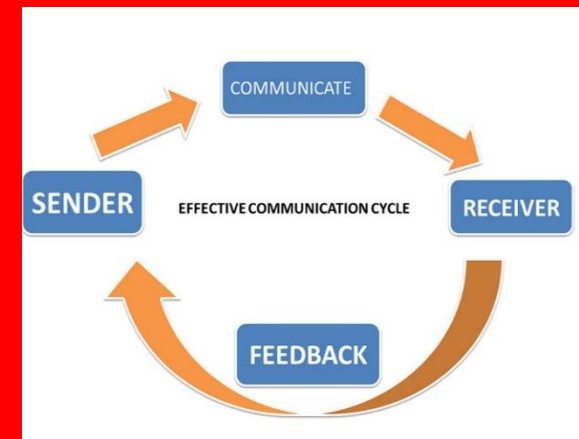 COMMUNICATE
SENDER
EFFECTIVE COMMUNICATION CYCLE
RECEIVER
FEEDBACK